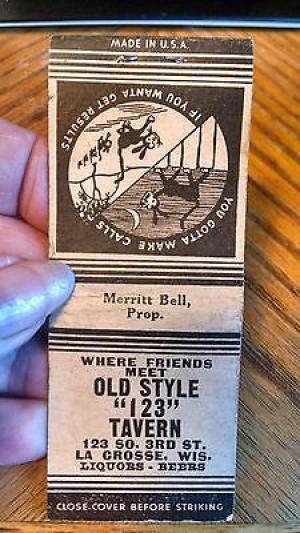 MADE IN U.S.A.
YOU GOTTA MAKE CALLS
IF YOU WANTA GET RESULTS
Merritt Bell,
Prop.
WHERE FRIENDS
MEET
OLD STYLE
"123"
TAVERN
123 SO. 3RD ST.
LA CROSSE, WIS.
LIQUORS - BEERS
CLOSE COVER BEFORE STRIKING